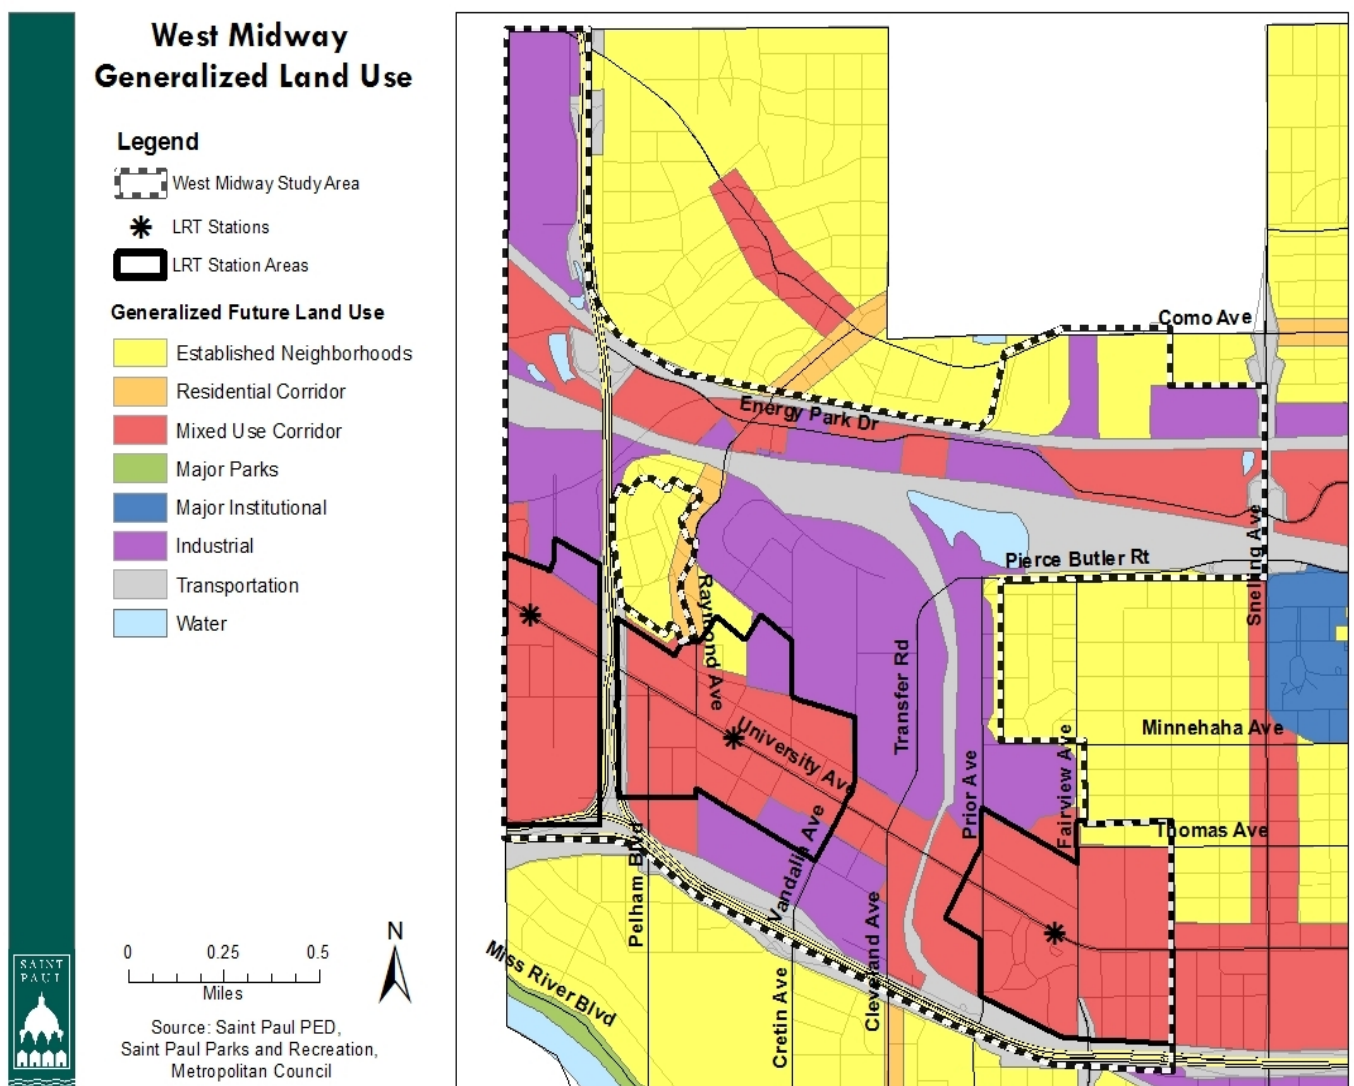 West Midway
Generalized Land Use
Legend
West Midway Study Area
LRT Stations
LRT Station Areas
Generalized Future Land Use
Established Neighborhoods
Residential Corridor
Mixed Use Corridor
Major Parks
Major Institutional
Industrial
Transportation
Water
0 0.25 0.5
Miles
N
Source: Saint Paul PED,
Saint Paul Parks and Recreation,
Metropolitan Council
SAINT
PAUL
Como Ave
Energy Park Dr
Snelling Ave
Pierce Butler Rt
Raymond Ave
Transfer Rd
Minnehaha Ave
University Ave
Prior Ave
Fairview Ave
Thomas Ave
Pelham Blvd
Vandalia Ave
Cleveland Ave
Miss River Blvd
Cretin Ave